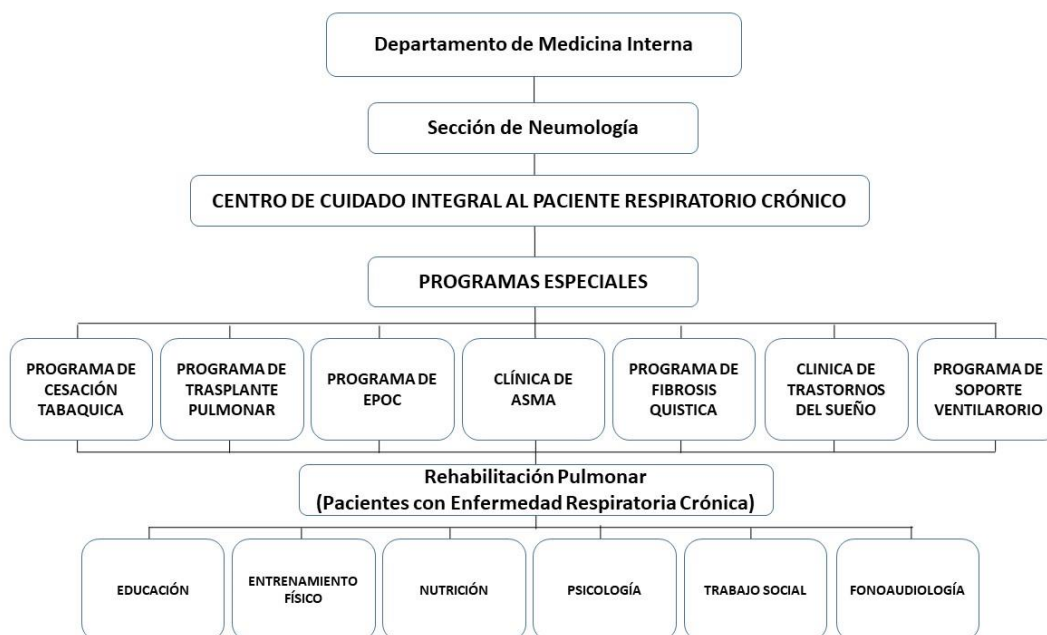 Departamento de Medicina Interna
Sección de Neumología
CENTRO DE CUIDADO INTEGRAL AL PACIENTE RESPIRATORIO CRÓNICO
PROGRAMAS ESPECIALES
PROGRAMA DE
CESACIÓN
TABAQUICA
PROGRAMA DE
TRASPLANTE
PULMONAR
PROGRAMA DE
EPOC
CLÍNICA DE
ASMA
PROGRAMA DE
FIBROSIS
QUISTICA
CLINICA DE
TRASTORNOS
DEL SUEÑO
PROGRAMA DE
SOPORTE
VENTILARORIO
Rehabilitación Pulmonar
(Pacientes con Enfermedad Respiratoria Crónica)
EDUCACIÓN
ENTRENAMIENTO
FÍSICO
NUTRICIÓN
PSICOLOGÍA
TRABAJO SOCIAL
FONOAUDIOLOGÍA